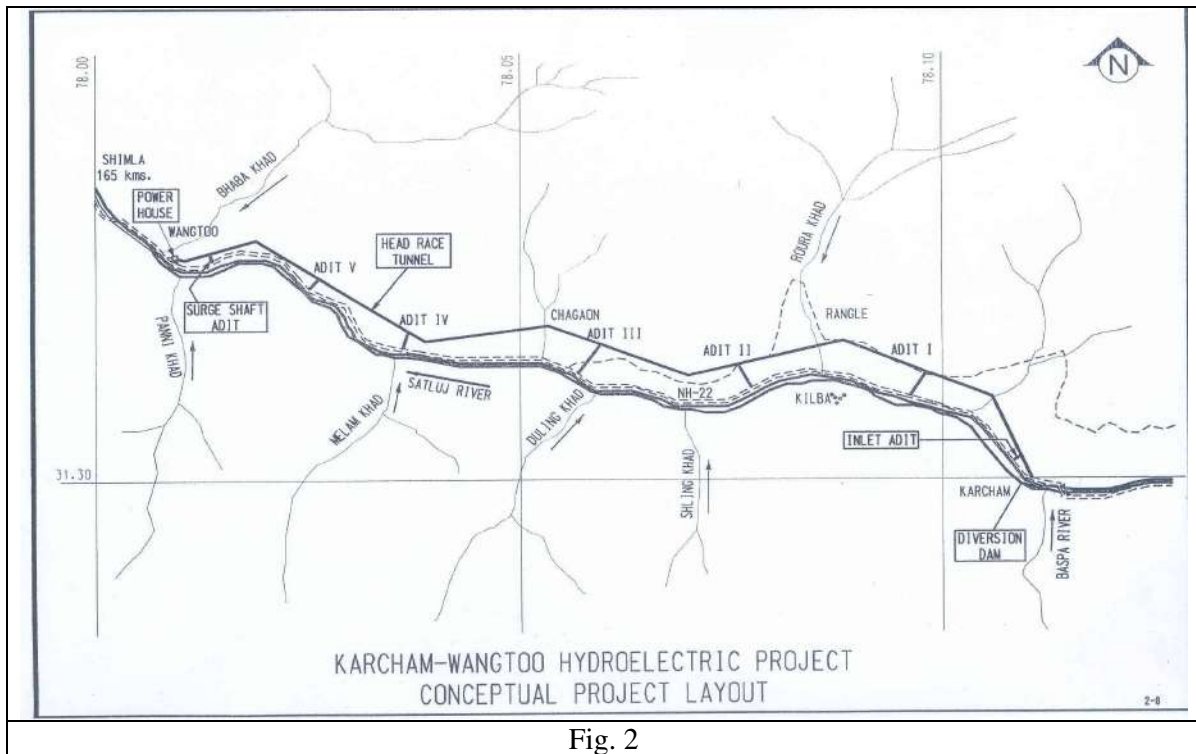 78.00
78.05
78.10
N
SHIMLA
165 kms.
POWER
HOUSE
WANGTOO
BHABA KHAD
HEAD RACE
TUNNEL
ADIT V
ADIT IV
SURGE SHAFT
ADIT
PANNI KHAD
CHAGAON
ADIT III
ADIT II
ROURA KHAD
RANGLE
ADIT I
SATLUJ RIVER
MELAM KHAD
DULING KHAD
NH-22
KILBA
SHLING KHAD
INLET ADIT
31.30
KARCHAM
DIVERSION
DAM
BASPA RIVER
KARCHAM-WANGTOO HYDROELECTRIC PROJECT
CONCEPTUAL PROJECT LAYOUT
Fig. 2